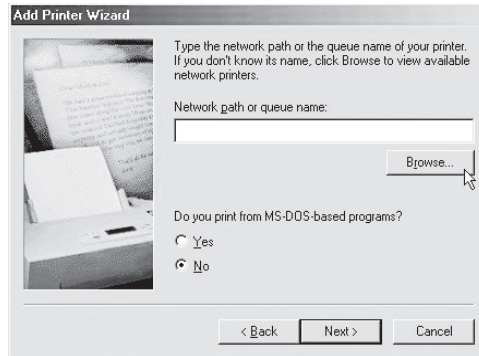 Add Printer Wizard
Type the network path or the queue name of your printer.
If you don't know its name, click Browse to view available
network printers.
Network path or queue name:
Browse...
Do you print from MS-DOS-based programs?
Yes
No
< Back
Next >
Cancel